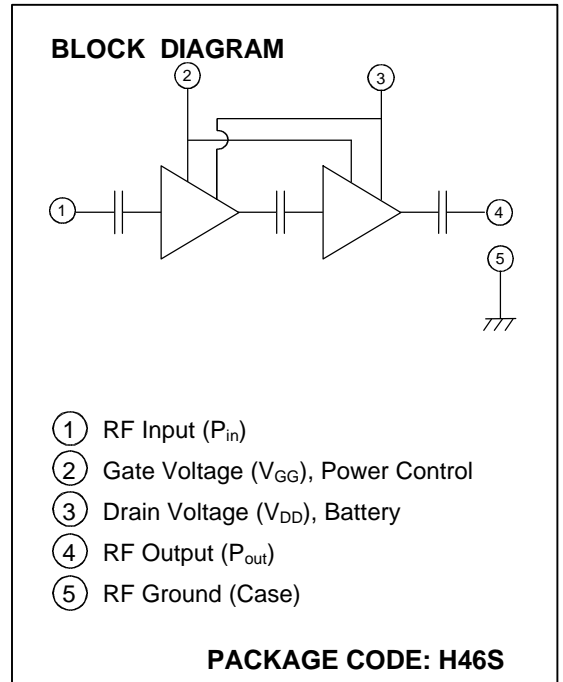 BLOCK DIAGRAM
2 3
1 4
5
1 RF Input (Pin)
2 Gate Voltage (VGG), Power Control
3 Drain Voltage (VDD), Battery
4 RF Output (Pout)
5 RF Ground (Case)
PACKAGE CODE: H46S